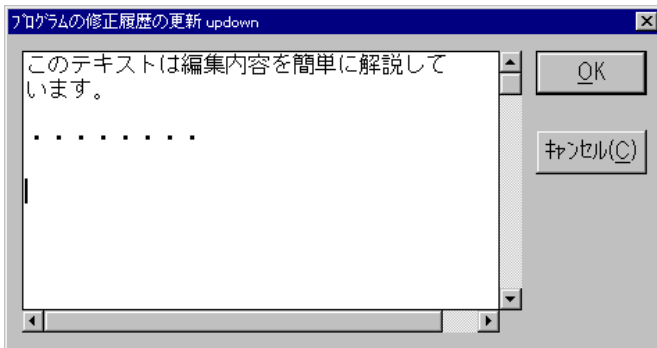 ﾌﾟﾛｸﾞﾗﾑの修正履歴の更新 updown
このテキストは編集内容を簡単に解説して
います。
・・・・・・・・
OK
ｷｬﾝｾﾙ(C)